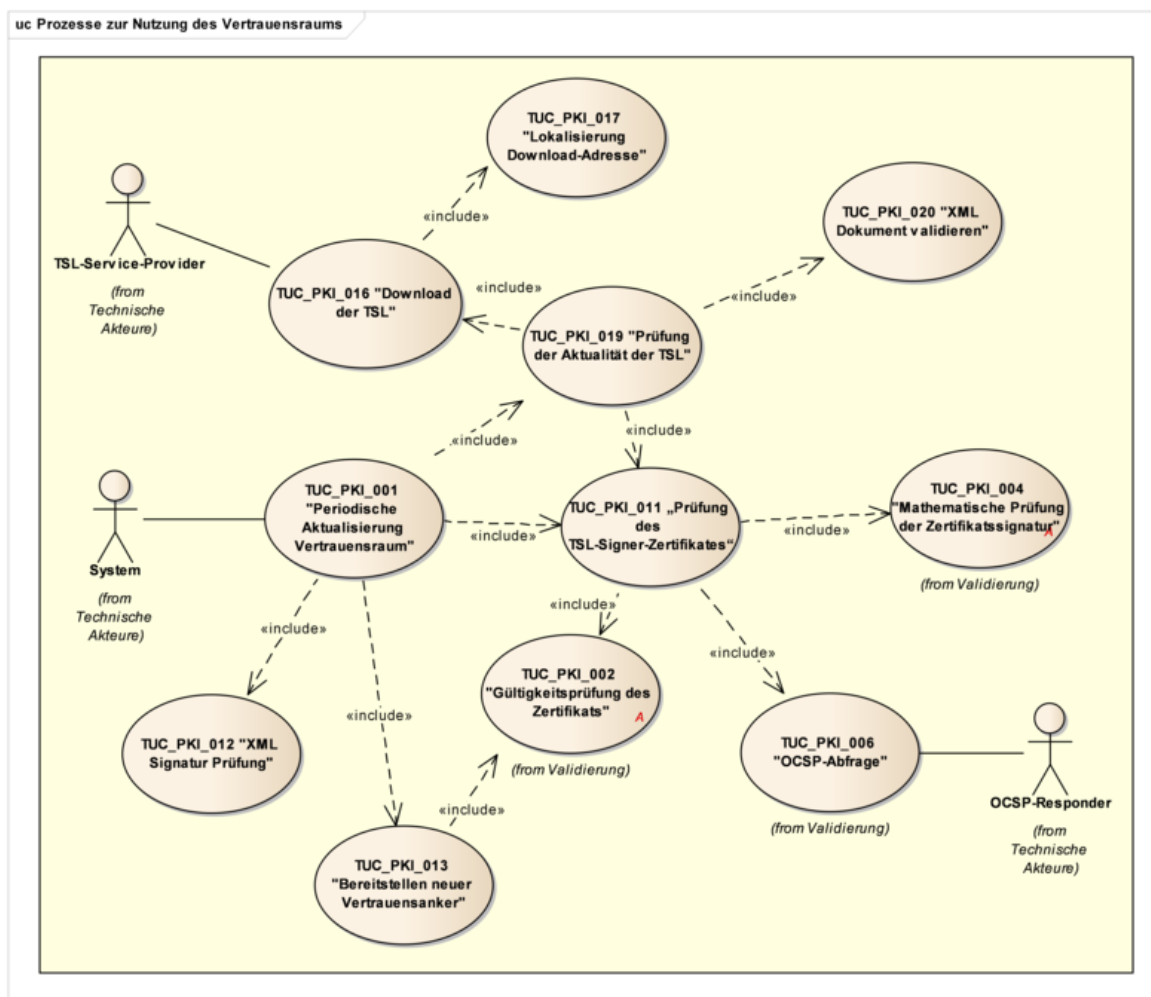 uc Prozesse zur Nutzung des Vertrauensraums
TUC_PKI_017
"Lokalisierung
Download-Adresse"
«include»
TSL-Service-Provider
(from
Technische
Akteure)
TUC_PKI_020 "XML
Dokument validieren"
TUC_PKI_016 "Download
der TSL"
«include»
«include»
TUC_PKI_019 "Prüfung
der Aktualität der TSL"
«include»
«include»
TUC_PKI_001
"Periodische
Aktualisierung
Vertrauensraum"
«include»
TUC_PKI_011 „Prüfung
des
TSL-Signer-Zertifikates“
«include»
TUC_PKI_004
"Mathematische Prüfung
der Zertifikatssignatur"
A
(from Validierung)
System
(from
Technische
Akteure)
«include»
«include»
«include»
«include»
TUC_PKI_002
"Gültigkeitsprüfung des
Zertifikats"
A
(from Validierung)
TUC_PKI_012 "XML
Signatur Prüfung"
TUC_PKI_006
"OCSP-Abfrage"
(from Validierung)
OCSP-Responder
(from
Technische
Akteure)
«include»
TUC_PKI_013
"Bereitstellen neuer
Vertrauensanker"